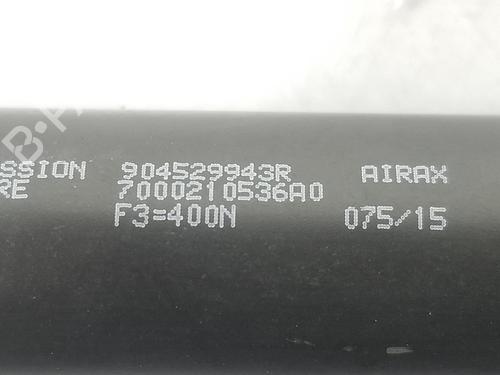 SSION 904529943R AIRAX
RE 7000210536A0
F3=400N 075/15